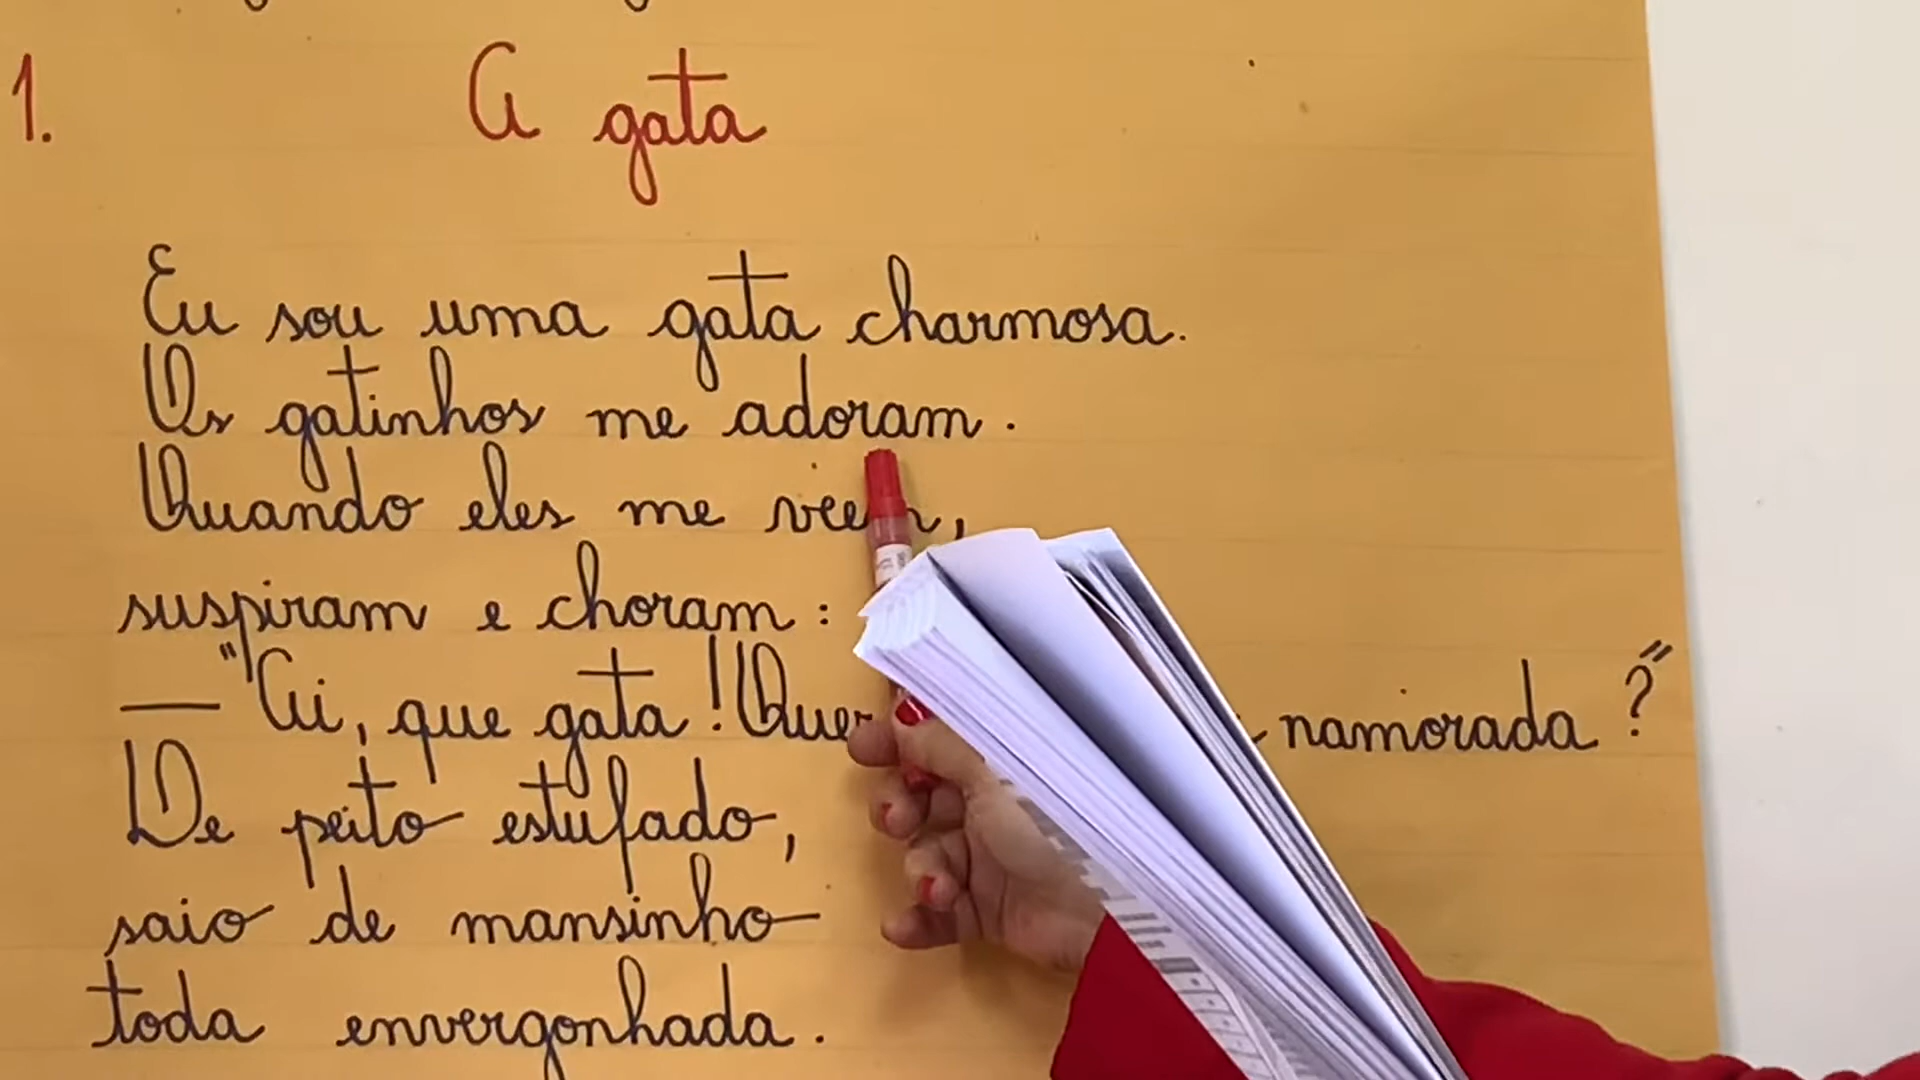 1. A gata
Eu sou uma gata charmosa.
Os gatinhos me adoram.
Quando eles me
suspiram e choram:
— "Ai, que gata! namorada?"
De peito estufado,
saio de mansinho
toda envergonhada.